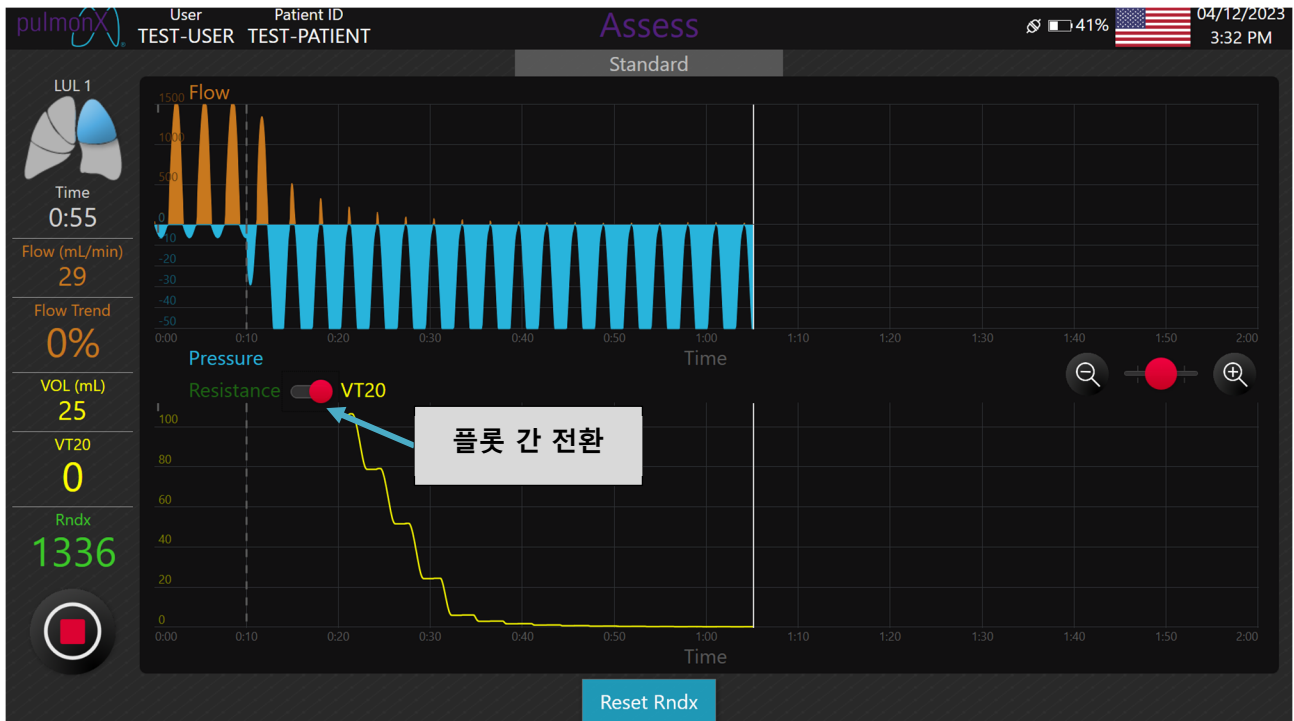 pulmonX
User
TEST-USER
Patient ID
TEST-PATIENT
Assess
41%
04/12/2023
3:32 PM
Standard
LUL 1
Time
0:55
Flow (mL/min)
29
Flow Trend
0%
VOL (mL)
25
VT20
0
Rndx
1336
Flow
1500
1000
500
0
-10
-20
-30
-40
-50
0:00 0:10 0:20 0:30 0:40 0:50 1:00 1:10 1:20 1:30 1:40 1:50 2:00
Pressure
Time
Resistance VT20
플롯 간 전환
100
80
60
40
20
0
0:00 0:10 0:20 0:30 0:40 0:50 1:00 1:10 1:20 1:30 1:40 1:50 2:00
Time
Reset Rndx